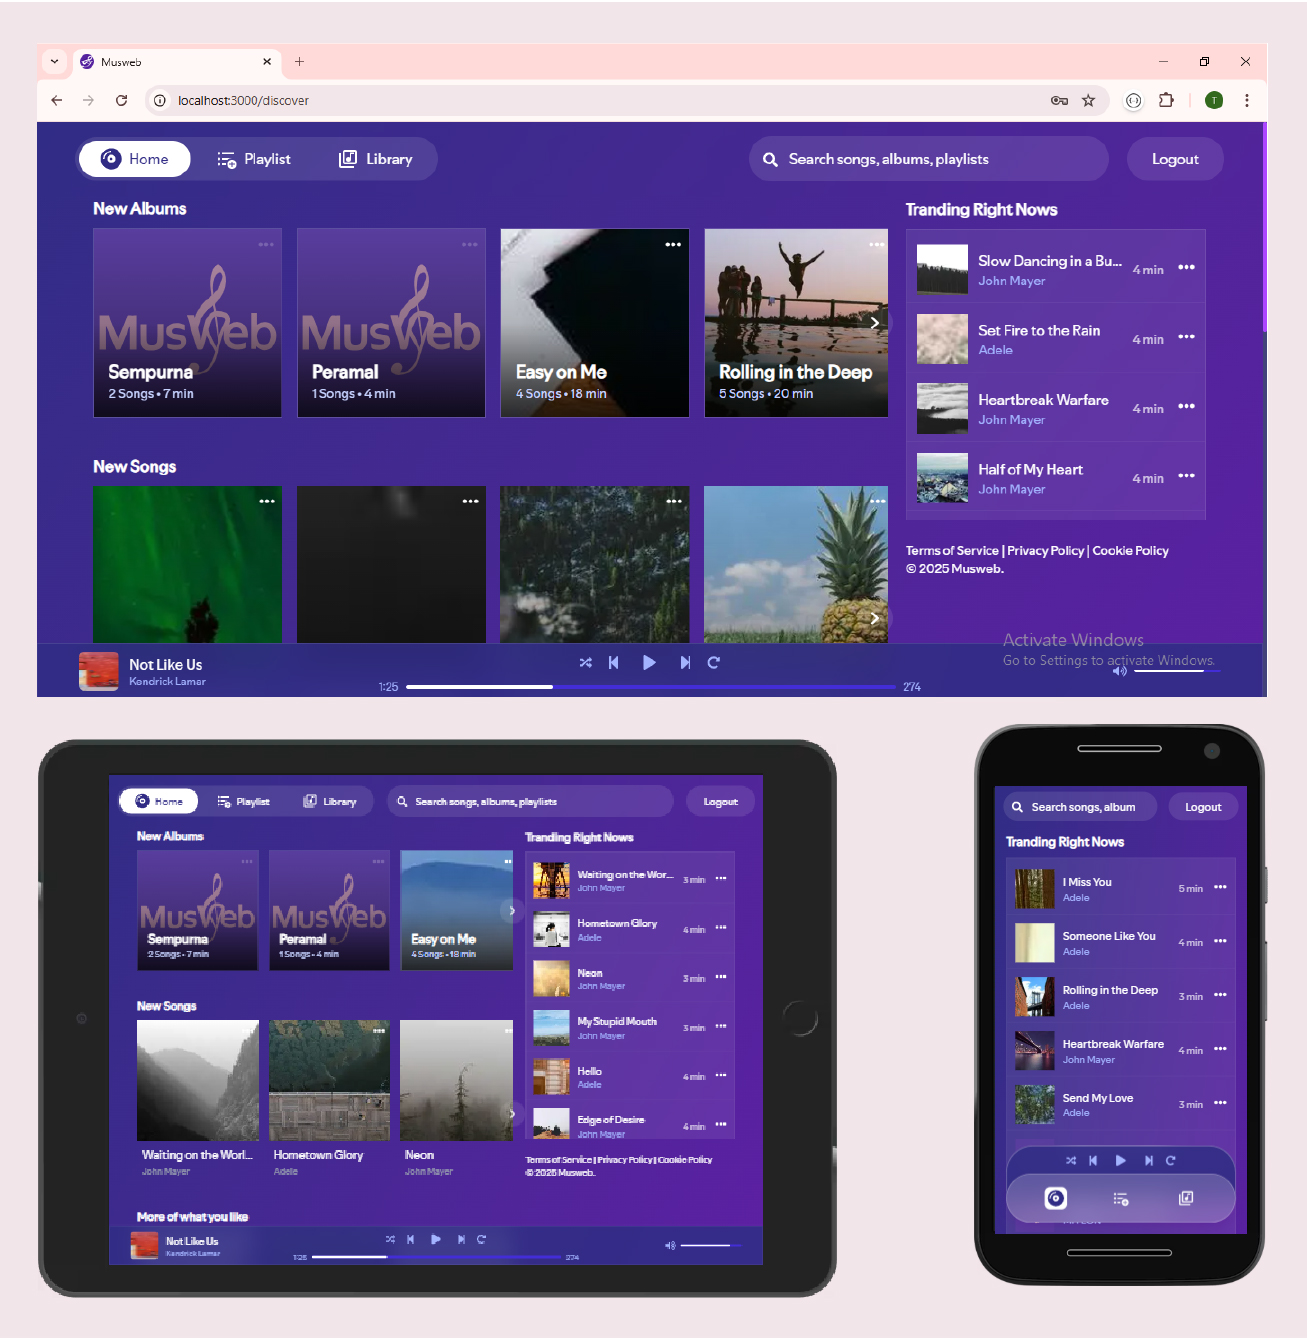 Musweb
localhost:3000/discover
T
Home
Playlist
Library
Search songs, albums, playlists
Logout
New Albums
MusWeb
Sempurna
2 Songs • 7 min
MusWeb
Peramal
1 Songs • 4 min
Easy on Me
4 Songs • 18 min
Rolling in the Deep
5 Songs • 20 min
Tranding Right Nows
Slow Dancing in a Bu...
John Mayer
4 min
Set Fire to the Rain
Adele
4 min
Heartbreak Warfare
John Mayer
4 min
Half of My Heart
John Mayer
4 min
New Songs
Terms of Service | Privacy Policy | Cookie Policy
© 2025 Musweb.
Activate Windows
Go to Settings to activate Windows.
Not Like Us
Kendrick Lamar
1:25
274
Home
Playlist
Library
Search songs, albums, playlists
Logout
New Albums
MusWeb
Sempurna
2 Songs • 7 min
MusWeb
Peramal
1 Songs • 4 min
Easy on Me
4 Songs • 18 min
Tranding Right Nows
Waiting on the Wor...
John Mayer
3 min
Hometown Glory
Adele
4 min
Neon
John Mayer
3 min
My Stupid Mouth
John Mayer
3 min
Hello
Adele
4 min
Edge of Desire
John Mayer
4 min
New Songs
Waiting on the Worl...
John Mayer
Hometown Glory
Adele
Neon
John Mayer
Terms of Service | Privacy Policy | Cookie Policy
© 2025 Musweb.
More of what you like
Not Like Us
Kendrick Lamar
1:25
274
Search songs, album
Logout
Tranding Right Nows
I Miss You
Adele
5 min
Someone Like You
Adele
4 min
Rolling in the Deep
Adele
3 min
Heartbreak Warfare
John Mayer
4 min
Send My Love
Adele
3 min